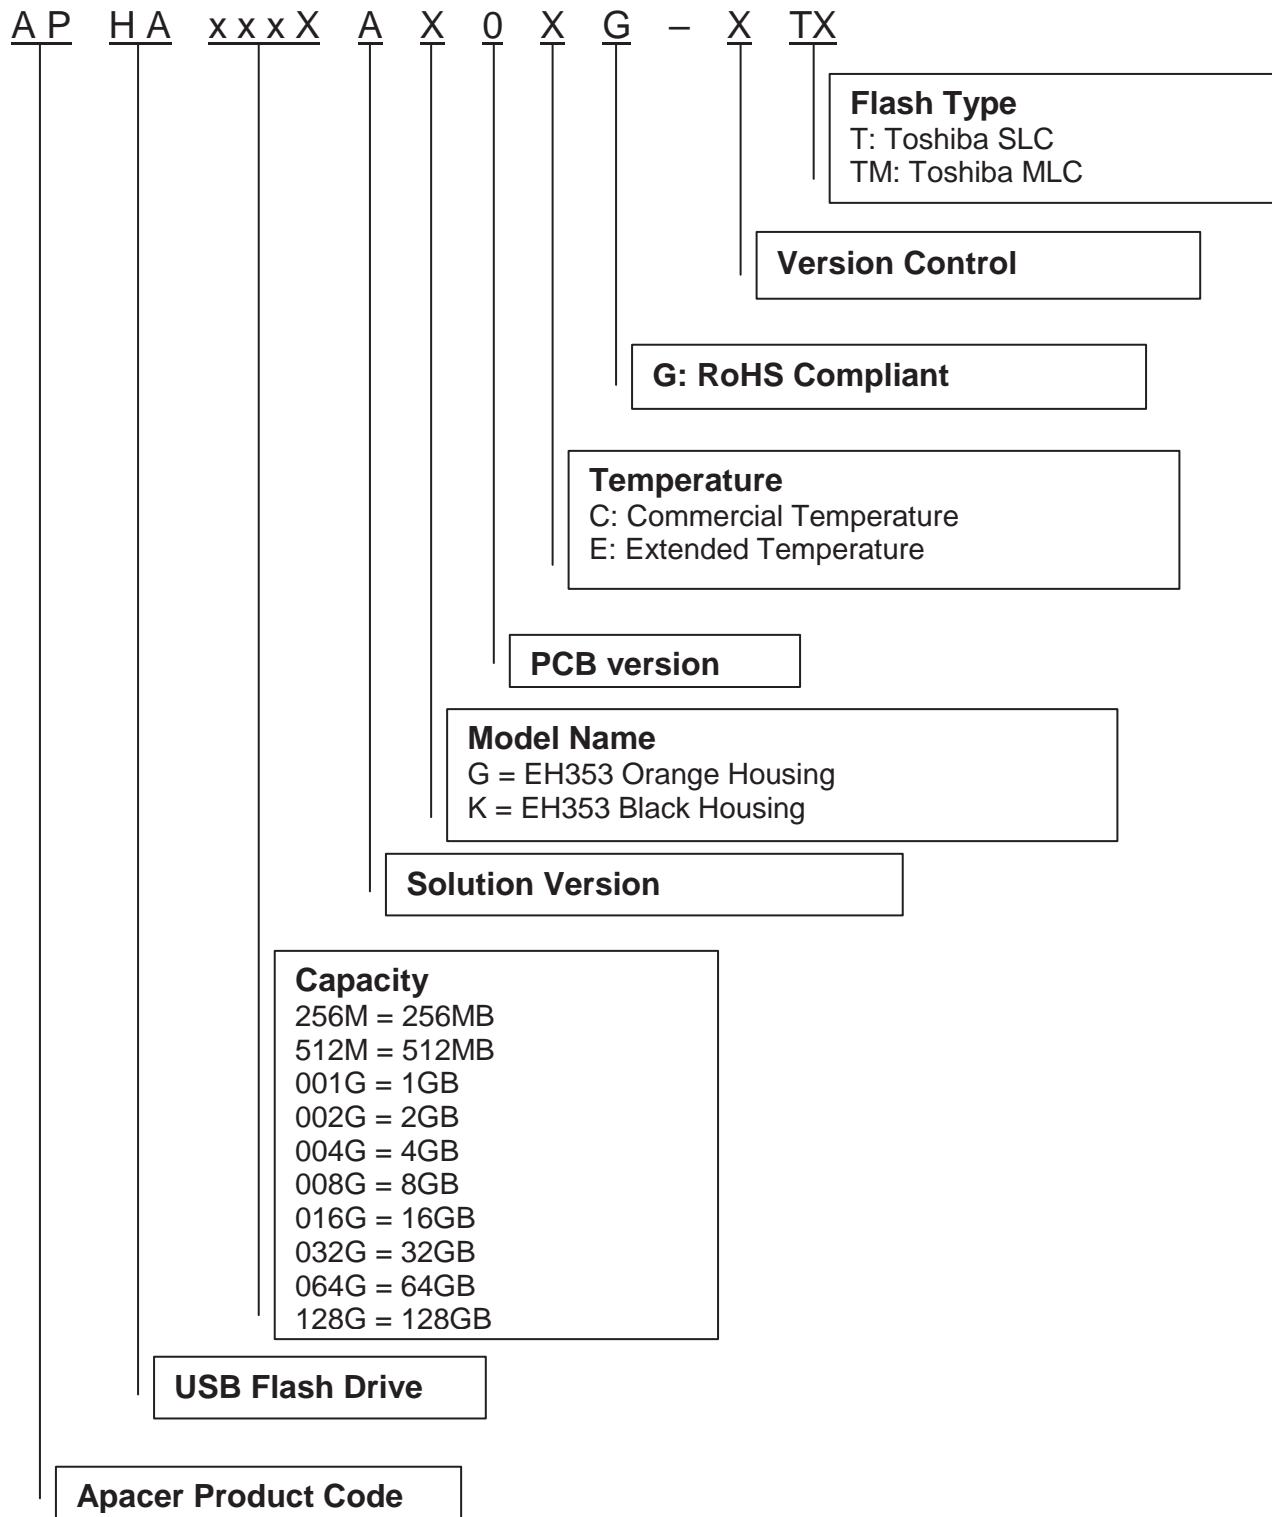 AP HA xxxX A X 0 X G – X TX
Flash Type
T: Toshiba SLC
TM: Toshiba MLC
Version Control
G: RoHS Compliant
Temperature
C: Commercial Temperature
E: Extended Temperature
PCB version
Model Name
G = EH353 Orange Housing
K = EH353 Black Housing
Solution Version
Capacity
256M = 256MB
512M = 512MB
001G = 1GB
002G = 2GB
004G = 4GB
008G = 8GB
016G = 16GB
032G = 32GB
064G = 64GB
128G = 128GB
USB Flash Drive
Apacer Product Code